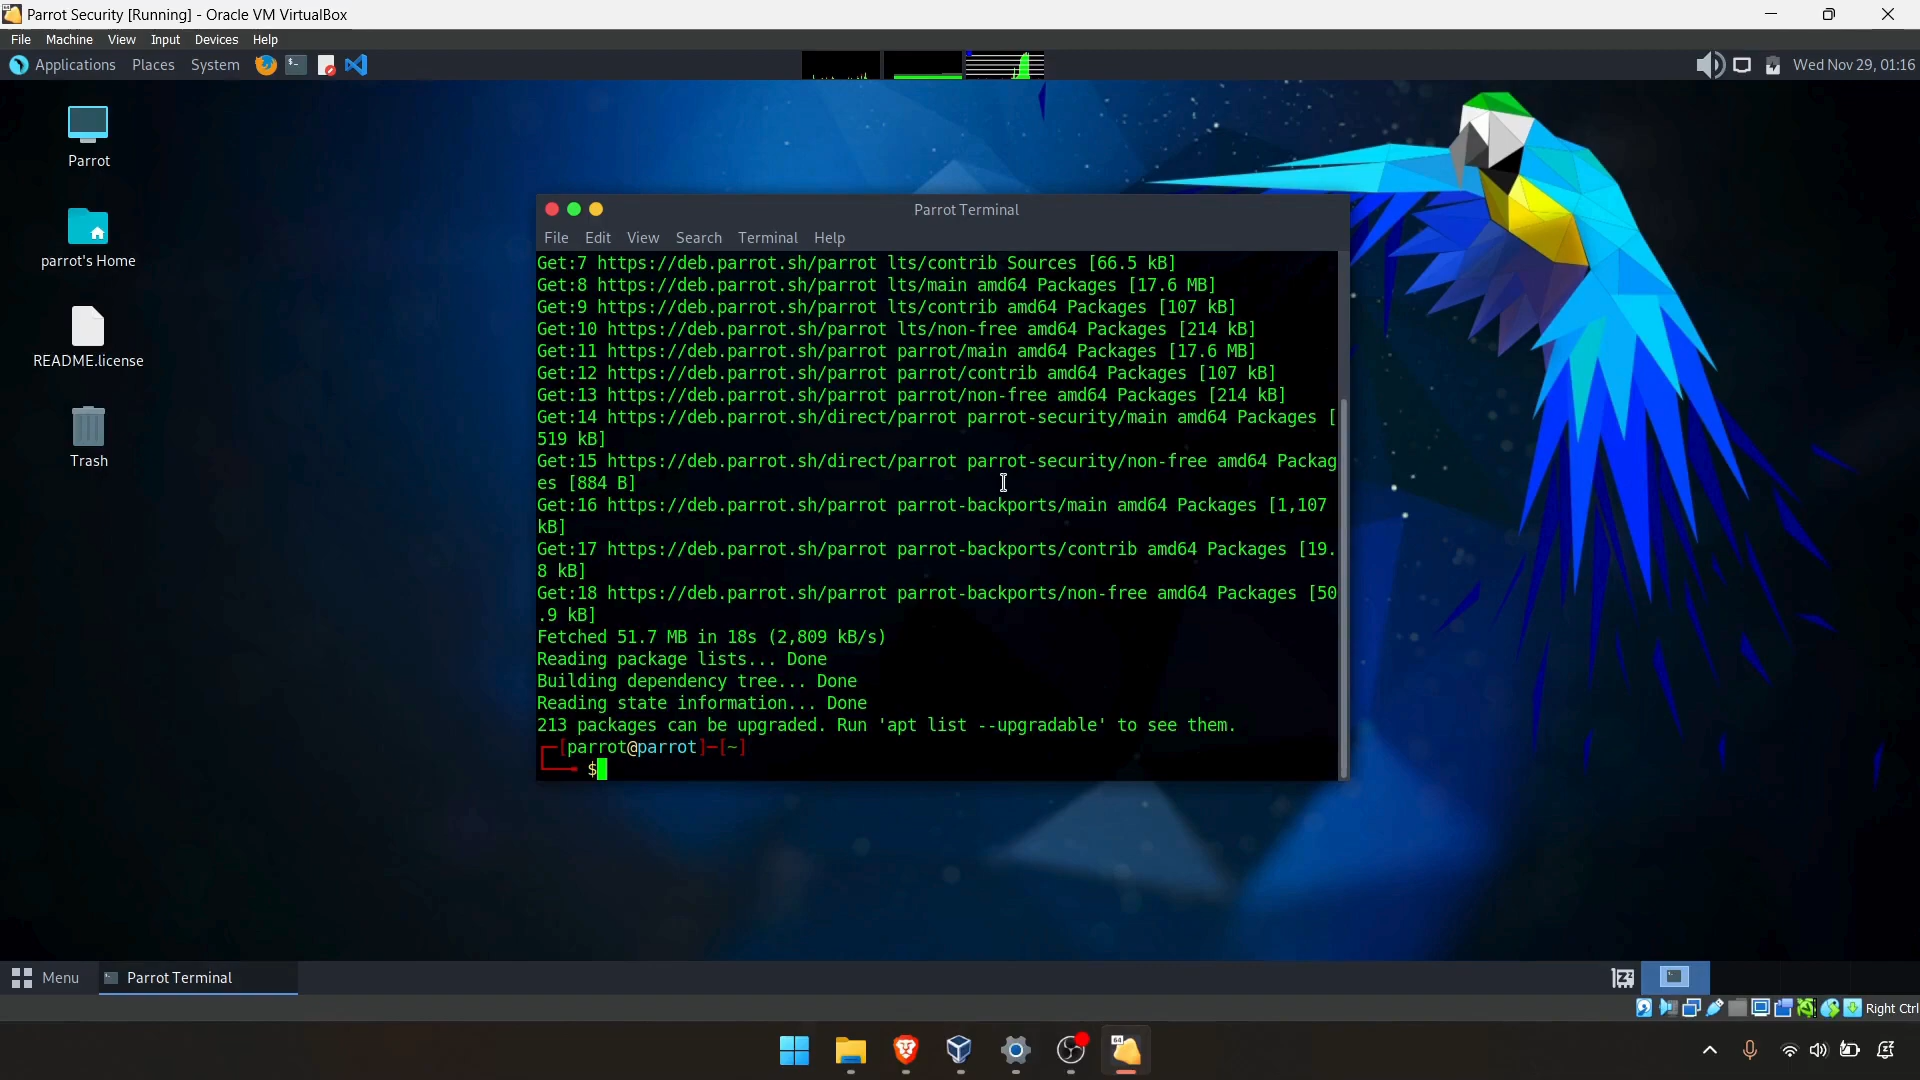 Parrot Security [Running] - Oracle VM VirtualBox
File Machine View Input Devices Help
Applications Places System
Wed Nov 29, 01:16
Parrot
parrot's Home
README.license
Trash
Parrot Terminal
File Edit View Search Terminal Help
Get:7 https://deb.parrot.sh/parrot lts/contrib Sources [66.5 kB]
Get:8 https://deb.parrot.sh/parrot lts/main amd64 Packages [17.6 MB]
Get:9 https://deb.parrot.sh/parrot lts/contrib amd64 Packages [107 kB]
Get:10 https://deb.parrot.sh/parrot lts/non-free amd64 Packages [214 kB]
Get:11 https://deb.parrot.sh/parrot parrot/main amd64 Packages [17.6 MB]
Get:12 https://deb.parrot.sh/parrot parrot/contrib amd64 Packages [107 kB]
Get:13 https://deb.parrot.sh/parrot parrot/non-free amd64 Packages [214 kB]
Get:14 https://deb.parrot.sh/direct/parrot parrot-security/main amd64 Packages [
519 kB]
Get:15 https://deb.parrot.sh/direct/parrot parrot-security/non-free amd64 Packag
es [884 B]
Get:16 https://deb.parrot.sh/parrot parrot-backports/main amd64 Packages [1,107
kB]
Get:17 https://deb.parrot.sh/parrot parrot-backports/contrib amd64 Packages [19.
8 kB]
Get:18 https://deb.parrot.sh/parrot parrot-backports/non-free amd64 Packages [50
.9 kB]
Fetched 51.7 MB in 18s (2,809 kB/s)
Reading package lists... Done
Building dependency tree... Done
Reading state information... Done
213 packages can be upgraded. Run 'apt list --upgradable' to see them.
┌─[parrot@parrot]─[~]
└──╼ $
Menu
Parrot Terminal
Right Ctrl
64